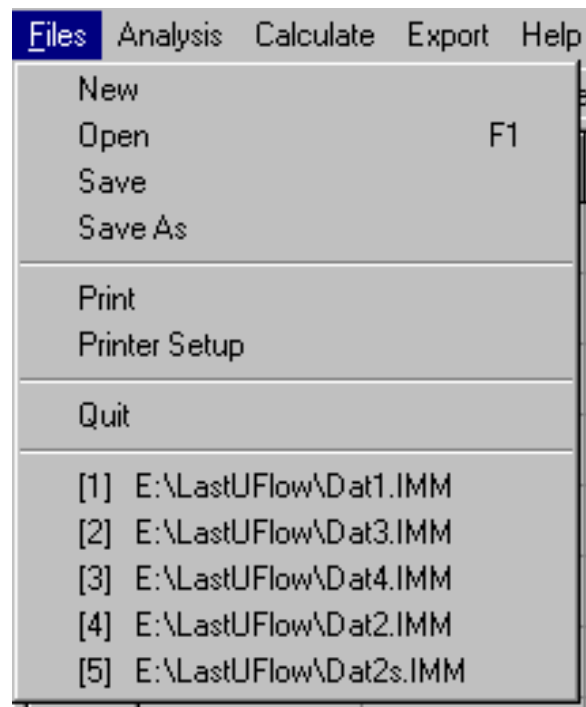 Files Analysis Calculate Export Help
New
Open F1
Save
Save As
Print
Printer Setup
Quit
[1] E:\LastUFlow\Dat1.IMM
[2] E:\LastUFlow\Dat3.IMM
[3] E:\LastUFlow\Dat4.IMM
[4] E:\LastUFlow\Dat2.IMM
[5] E:\LastUFlow\Dat2s.IMM